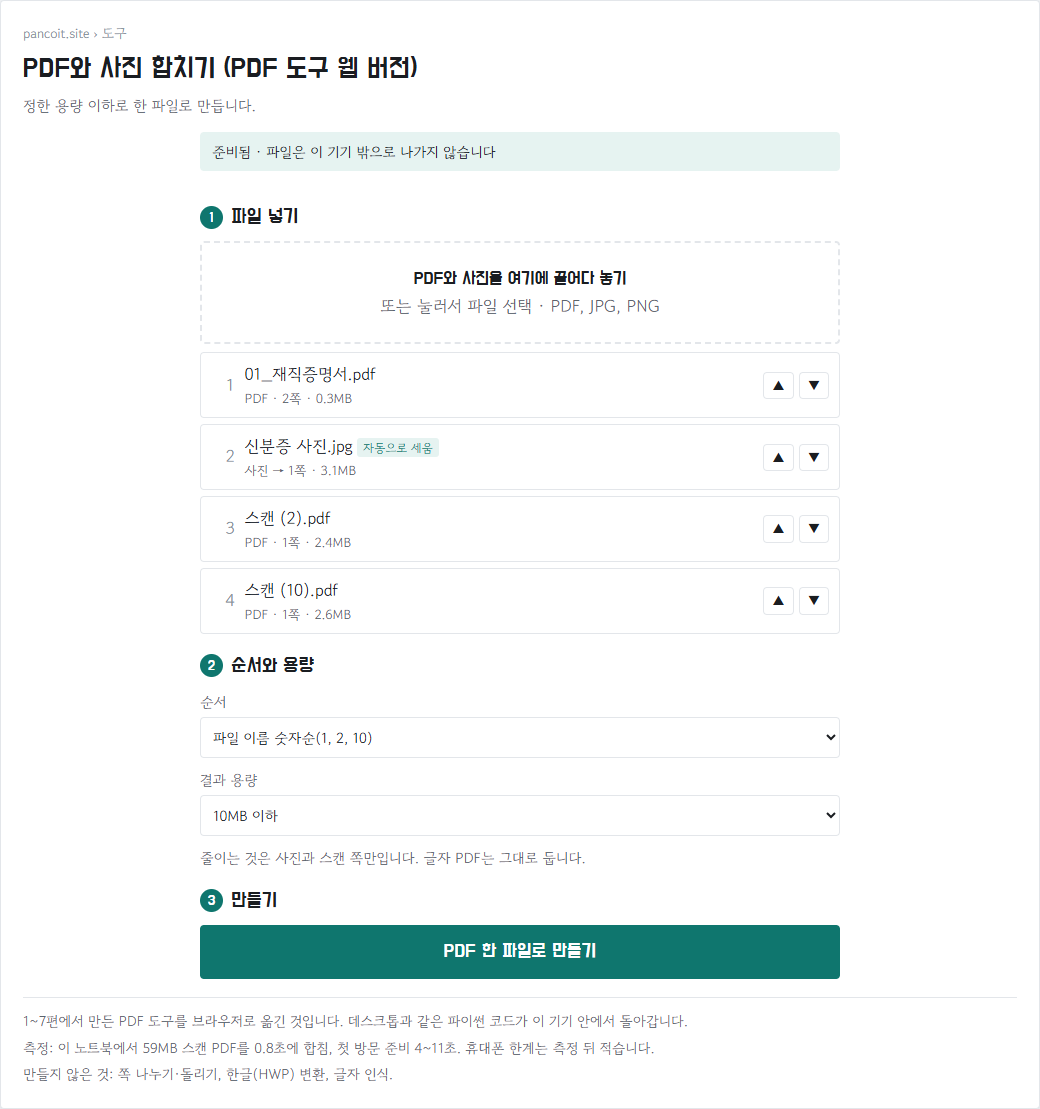 pancoit.site › 도구
PDF와 사진 합치기 (PDF 도구 웹 버전)
정한 용량 이하로 한 파일로 만듭니다.
준비됨 · 파일은 이 기기 밖으로 나가지 않습니다
1 파일 넣기
PDF와 사진을 여기에 끌어다 놓기
또는 눌러서 파일 선택 · PDF, JPG, PNG
1 01_재직증명서.pdf ▲ ▼
PDF · 2쪽 · 0.3MB
2 신분증 사진.jpg 자동으로 세움 ▲ ▼
사진 → 1쪽 · 3.1MB
3 스캔 (2).pdf ▲ ▼
PDF · 1쪽 · 2.4MB
4 스캔 (10).pdf ▲ ▼
PDF · 1쪽 · 2.6MB
2 순서와 용량
순서
파일 이름 숫자순(1, 2, 10)
결과 용량
10MB 이하
줄이는 것은 사진과 스캔 쪽만입니다. 글자 PDF는 그대로 둡니다.
3 만들기
PDF 한 파일로 만들기
1~7편에서 만든 PDF 도구를 브라우저로 옮긴 것입니다. 데스크톱과 같은 파이썬 코드가 이 기기 안에서 돌아갑니다.
측정: 이 노트북에서 59MB 스캔 PDF를 0.8초에 합침, 첫 방문 준비 4~11초. 휴대폰 한계는 측정 뒤 적습니다.
만들지 않은 것: 쪽 나누기·돌리기, 한글(HWP) 변환, 글자 인식.